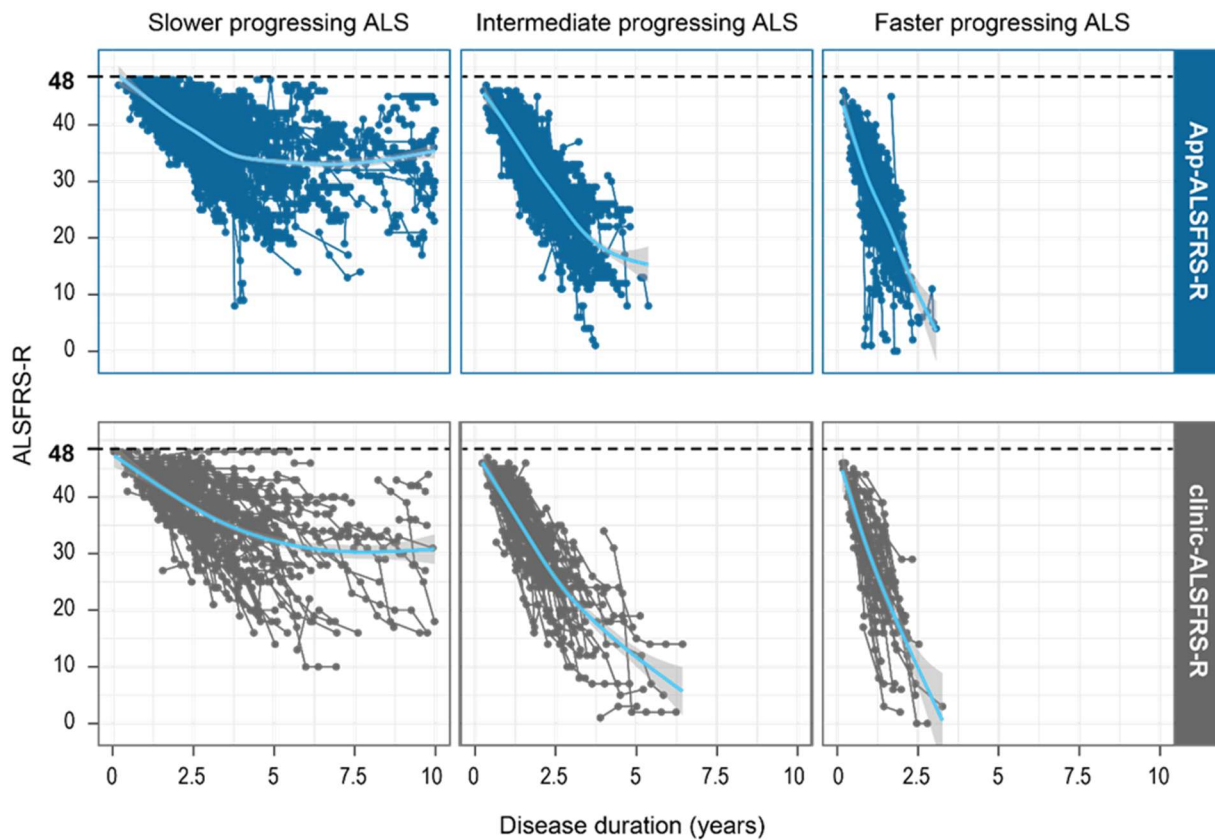 Slower progressing ALS
Intermediate progressing ALS
Faster progressing ALS
48
40
30
20
10
0
App-ALSFRS-R
ALSFRS-R
48
40
30
20
10
0
clinic-ALSFRS-R
0 2.5 5 7.5 10
0 2.5 5 7.5 10
0 2.5 5 7.5 10
Disease duration (years)